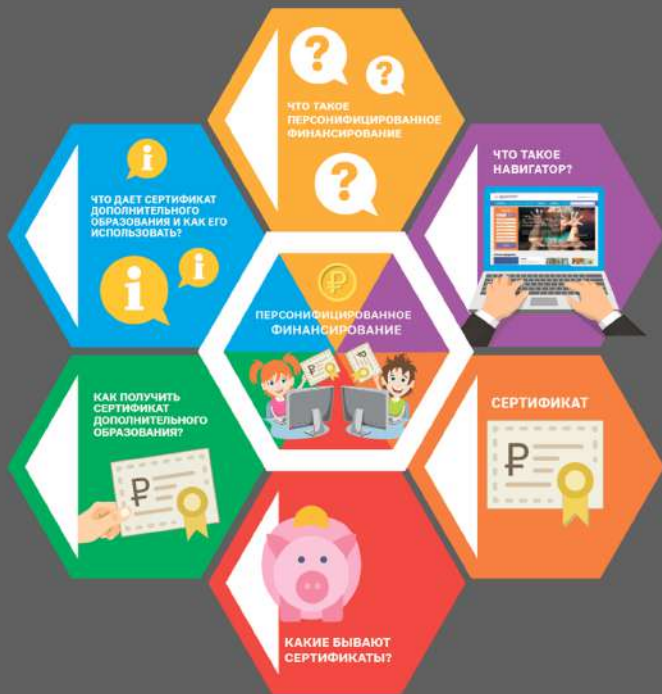 ЧТО ТАКОЕ
ПЕРСОНИФИЦИРОВАННОЕ
ФИНАНСИРОВАНИЕ
ЧТО ДАЕТ СЕРТИФИКАТ
ДОПОЛНИТЕЛЬНОГО
ОБРАЗОВАНИЯ И КАК ЕГО
ИСПОЛЬЗОВАТЬ?
ЧТО ТАКОЕ
НАВИГАТОР?
ПЕРСОНИФИЦИРОВАННОЕ
ФИНАНСИРОВАНИЕ
КАК ПОЛУЧИТЬ
СЕРТИФИКАТ
ДОПОЛНИТЕЛЬНОГО
ОБРАЗОВАНИЯ?
СЕРТИФИКАТ
КАКИЕ БЫВАЮТ
СЕРТИФИКАТЫ?